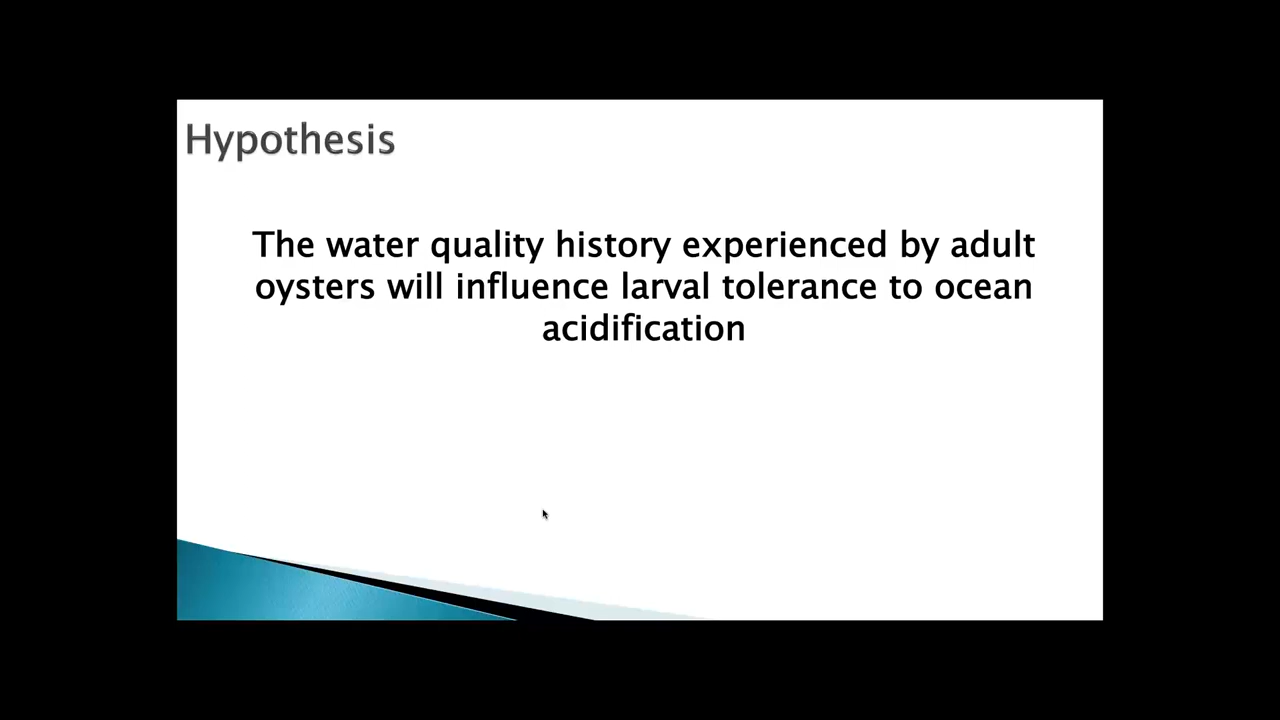 Hypothesis
The water quality history experienced by adult
oysters will influence larval tolerance to ocean
acidification